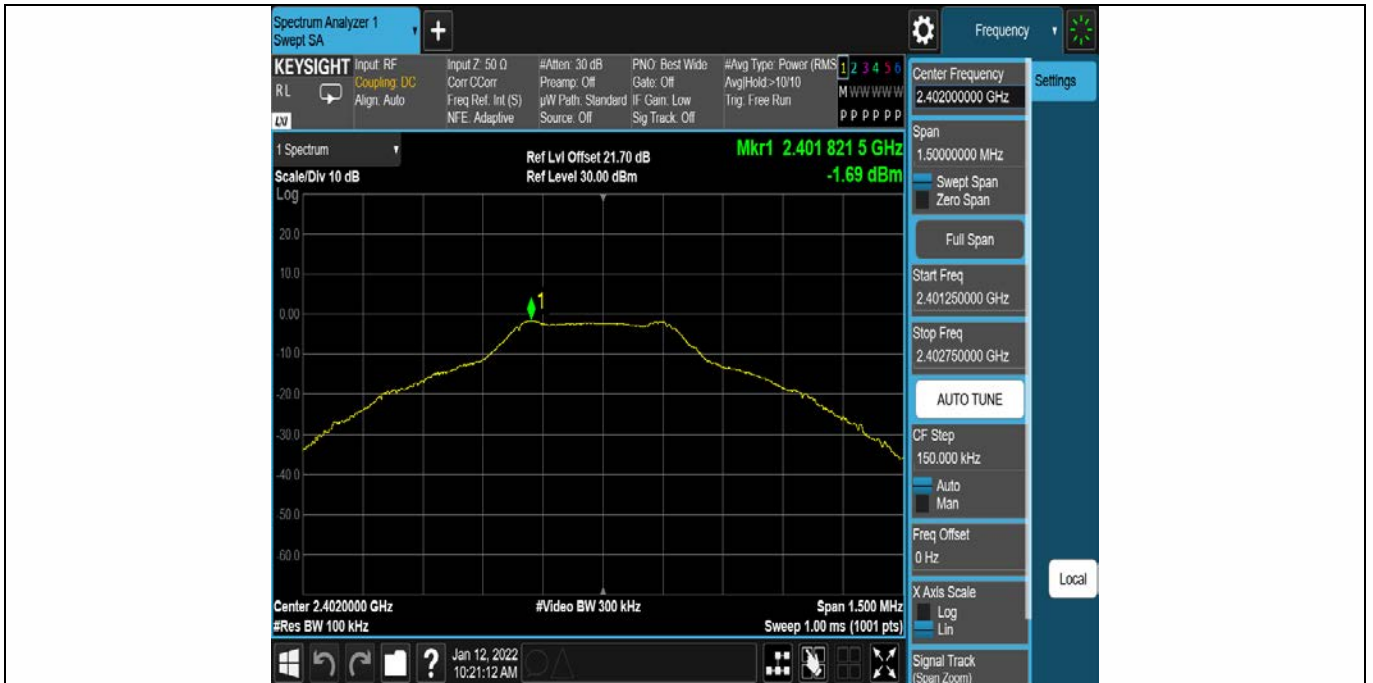 Spectrum Analyzer 1
Swept SA
+
Frequency
KEYSIGHT
RL
LXI
Input: RF
Coupling: DC
Align: Auto
Input Z: 50 Ω
Corr CCorr
Freq Ref: Int (S)
NFE: Adaptive
#Atten: 30 dB
Preamp: Off
µW Path: Standard
Source: Off
PNO: Best Wide
Gate: Off
IF Gain: Low
Sig Track: Off
#Avg Type: Power (RMS
Avg|Hold:>10/10
Trig: Free Run
1 2 3 4 5 6
M W W W W W
P P P P P P
1 Spectrum
Scale/Div 10 dB
Log
Ref Lvl Offset 21.70 dB
Ref Level 30.00 dBm
Mkr1 2.401 821 5 GHz
-1.69 dBm
20.0
10.0
0.00
-10.0
-20.0
-30.0
-40.0
-50.0
-60.0
1
Center 2.4020000 GHz
#Res BW 100 kHz
#Video BW 300 kHz
Span 1.500 MHz
Sweep 1.00 ms (1001 pts)
?
Jan 12, 2022
10:21:12 AM
Center Frequency
2.402000000 GHz
Span
1.50000000 MHz
Swept Span
Zero Span
Full Span
Start Freq
2.401250000 GHz
Stop Freq
2.402750000 GHz
AUTO TUNE
CF Step
150.000 kHz
Auto
Man
Freq Offset
0 Hz
X Axis Scale
Log
Lin
Signal Track
(Span Zoom)
Settings
Local